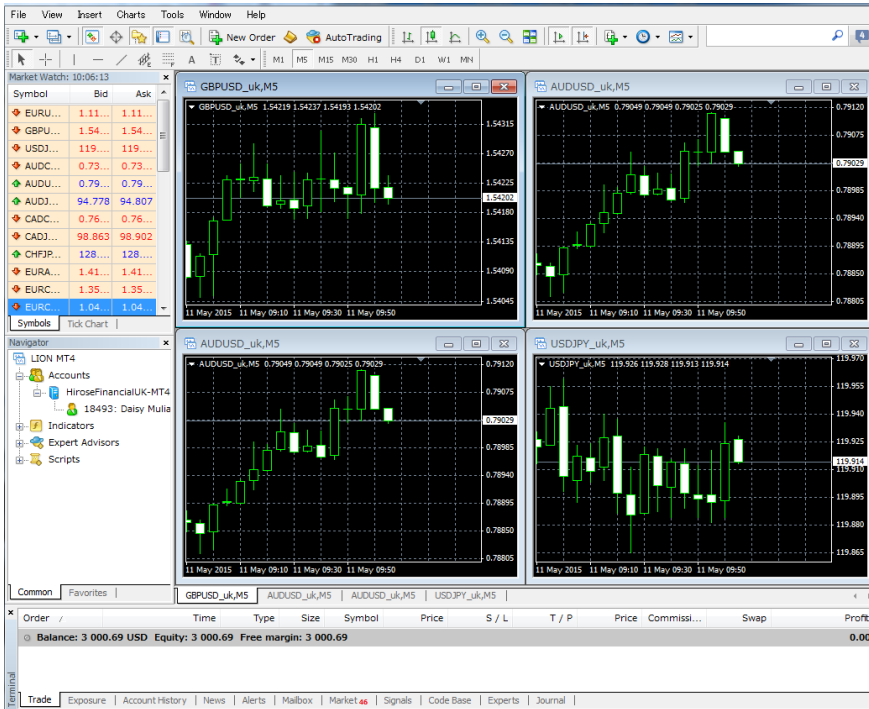 File View Insert Charts Tools Window Help
New Order AutoTrading 4
A T M1 M5 M15 M30 H1 H4 D1 W1 MN
Market Watch: 10:06:13
Symbol Bid Ask
EURU... 1.11... 1.11...
GBPU... 1.54... 1.54...
USDJ... 119.... 119....
AUDC... 0.73... 0.73...
AUDU... 0.79... 0.79...
AUDJ... 94.778 94.807
CADC... 0.76... 0.76...
CADJ... 98.863 98.902
CHFJP... 128.... 128....
EURA... 1.41... 1.41...
EURC... 1.35... 1.35...
EURC... 1.04... 1.04...
Symbols Tick Chart
Navigator
LION MT4
Accounts
HiroseFinancialUK-MT4
18493: Daisy Mulia
Indicators
Expert Advisors
Scripts
Common Favorites
GBPUSD_uk,M5
GBPUSD_uk,M5 1.54219 1.54237 1.54193 1.54202
1.54315
1.54270
1.54225
1.54202
1.54180
1.54135
1.54090
1.54045
11 May 2015 11 May 09:10 11 May 09:30 11 May 09:50
AUDUSD_uk,M5
AUDUSD_uk,M5 0.79049 0.79049 0.79025 0.79029
0.79120
0.79075
0.79029
0.78985
0.78940
0.78895
0.78850
0.78805
11 May 2015 11 May 09:10 11 May 09:30 11 May 09:50
AUDUSD_uk,M5
AUDUSD_uk,M5 0.79049 0.79049 0.79025 0.79029
0.79120
0.79075
0.79029
0.78985
0.78940
0.78895
0.78850
0.78805
11 May 2015 11 May 09:10 11 May 09:30 11 May 09:50
USDJPY_uk,M5
USDJPY_uk,M5 119.926 119.928 119.913 119.914
119.970
119.955
119.940
119.925
119.914
119.910
119.895
119.880
119.865
11 May 2015 11 May 09:10 11 May 09:30 11 May 09:50
GBPUSD_uk,M5 AUDUSD_uk,M5 AUDUSD_uk,M5 USDJPY_uk,M5
Order / Time Type Size Symbol Price S / L T / P Price Commissi... Swap Profit
Balance: 3 000.69 USD Equity: 3 000.69 Free margin: 3 000.69 0.00
Terminal
Trade Exposure Account History News Alerts Mailbox Market 46 Signals Code Base Experts Journal